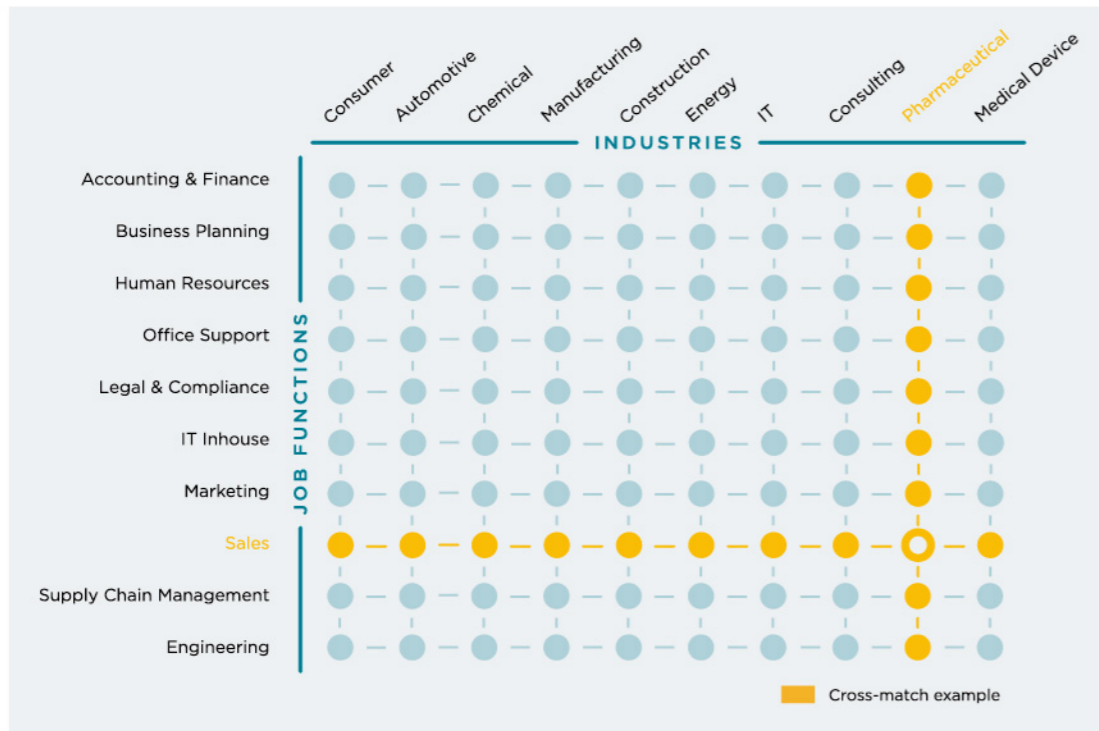 Consumer
Automotive
Chemical
Manufacturing
Construction
Energy
IT
Consulting
Pharmaceutical
Medical Device
INDUSTRIES
JOB FUNCTIONS
Accounting & Finance
Business Planning
Human Resources
Office Support
Legal & Compliance
IT Inhouse
Marketing
Sales
Supply Chain Management
Engineering
Cross-match example